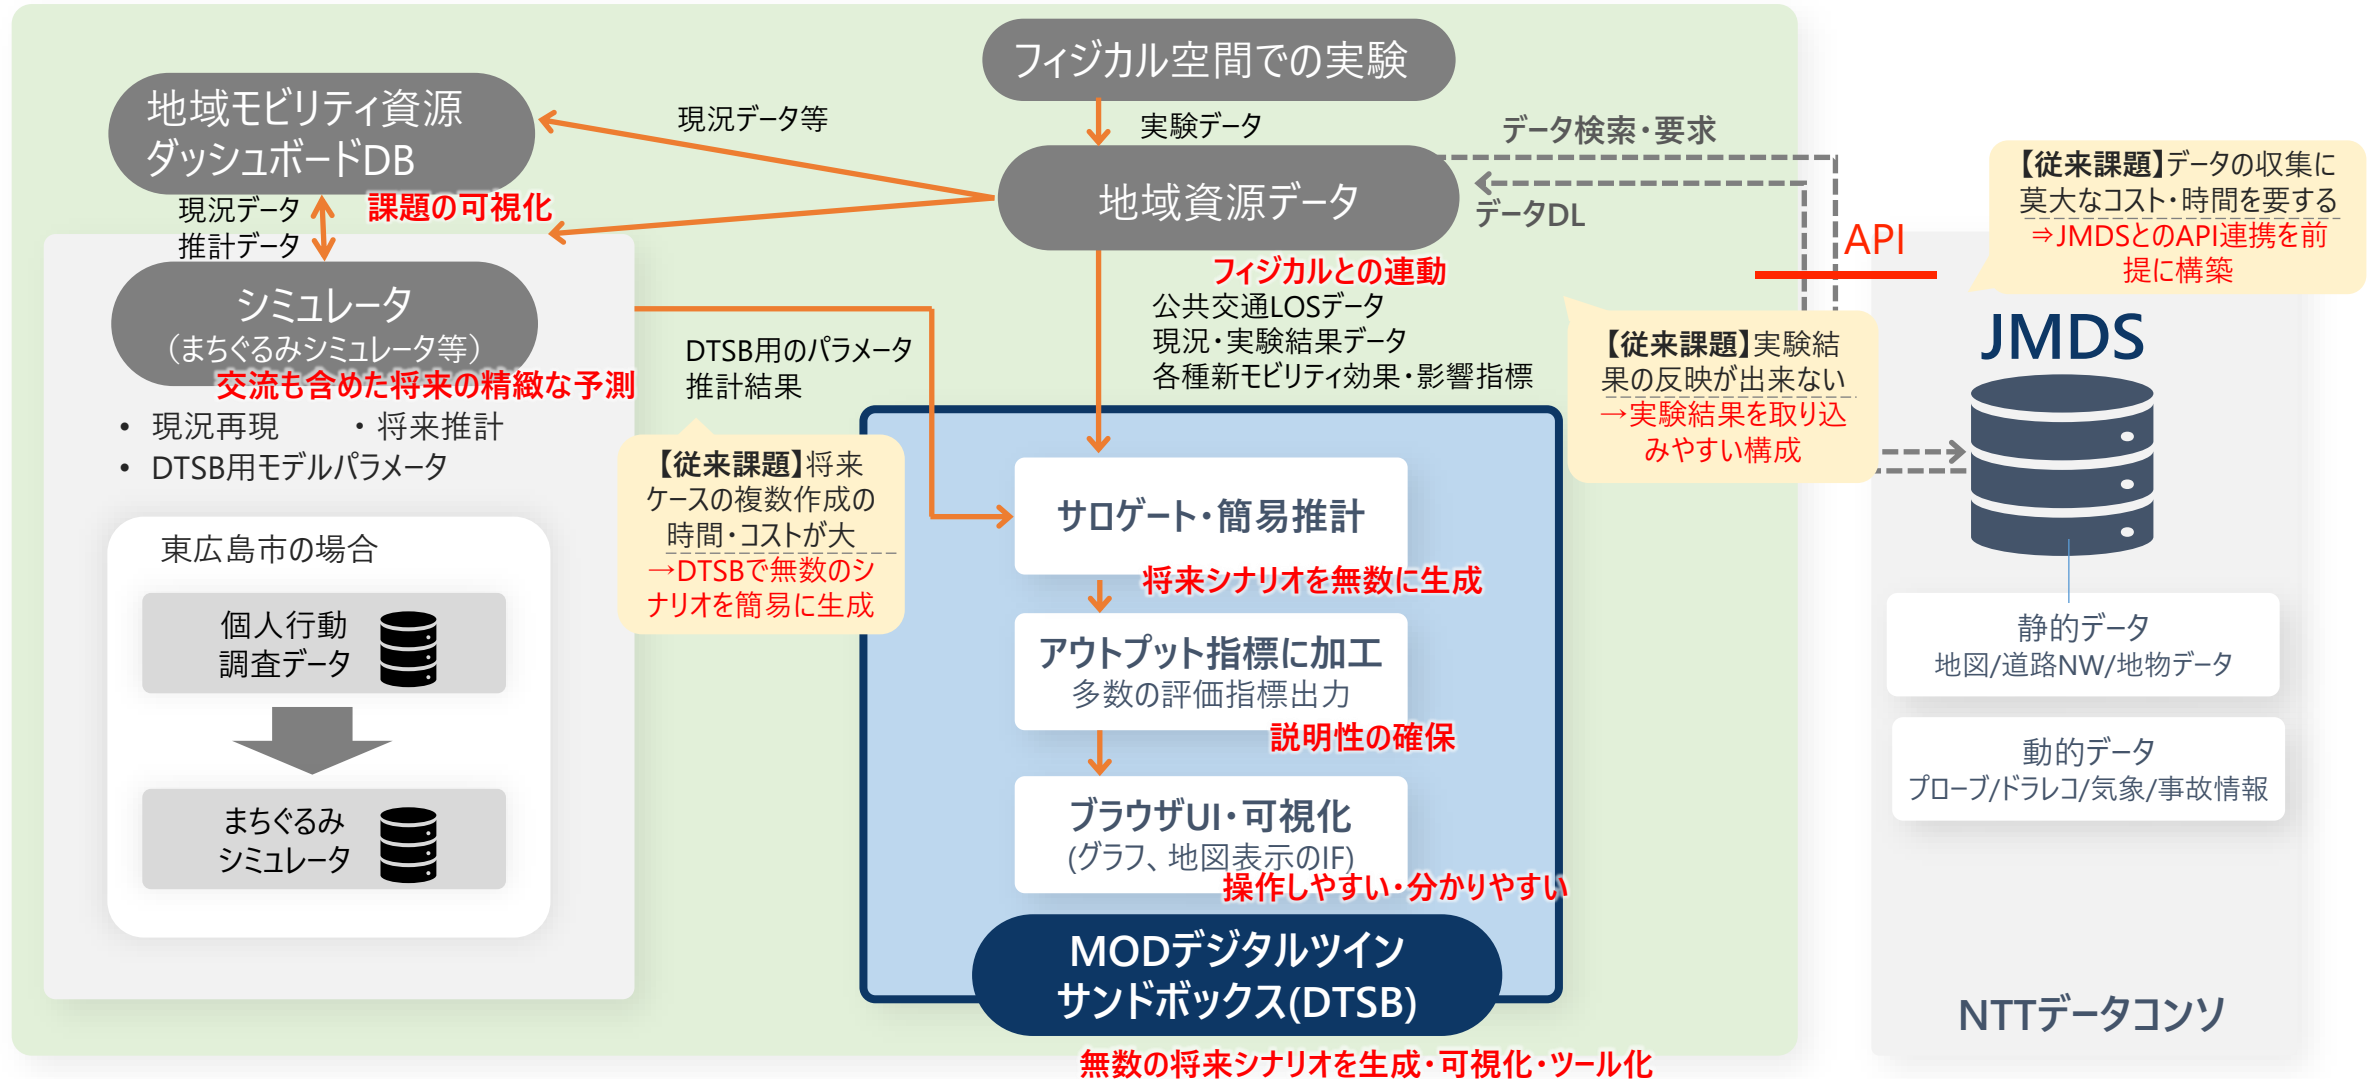 フィジカル空間での実験
地域モビリティ資源
ダッシュボードDB
現況データ等
実験データ
データ検索・要求
地域資源データ
データDL
API
【従来課題】データの収集に
莫大なコスト・時間を要する
⇒JMDSとのAPI連携を前
提に構築
現況データ
推計データ
課題の可視化
シミュレータ
（まちぐるみシミュレータ等）
交流も含めた将来の精緻な予測
• 現況再現 ・将来推計
• DTSB用モデルパラメータ
東広島市の場合
個人行動
調査データ
まちぐるみ
シミュレータ
DTSB用のパラメータ
推計結果
【従来課題】将来
ケースの複数作成の
時間・コストが大
→DTSBで無数のシ
ナリオを簡易に生成
フィジカルとの連動
公共交通LOSデータ
現況・実験結果データ
各種新モビリティ効果・影響指標
【従来課題】実験結
果の反映が出来ない
→実験結果を取り込
みやすい構成
サロゲート・簡易推計
将来シナリオを無数に生成
アウトプット指標に加工
多数の評価指標出力
説明性の確保
ブラウザUI・可視化
(グラフ、地図表示のIF)
操作しやすい・分かりやすい
MODデジタルツイン
サンドボックス(DTSB)
無数の将来シナリオを生成・可視化・ツール化
JMDS
静的データ
地図/道路NW/地物データ
動的データ
プローブ/ドラレコ/気象/事故情報
NTTデータコンソ